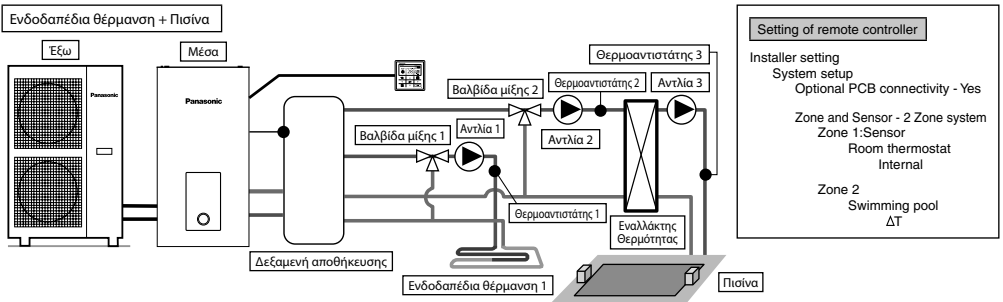 Ενδοδαπέδια θέρμανση + Πισίνα
Έξω
Μέσα
Panasonic
Panasonic
Βαλβίδα μίξης 2
Θερμοαντιστάτης 3
Θερμοαντιστάτης 2
Αντλία 3
Βαλβίδα μίξης 1
Αντλία 1
Αντλία 2
Θερμοαντιστάτης 1
Εναλλάκτης
Θερμότητας
Δεξαμενή αποθήκευσης
Ενδοδαπέδια θέρμανση 1
Πισίνα
Setting of remote controller
Installer setting
System setup
Optional PCB connectivity - Yes
Zone and Sensor - 2 Zone system
Zone 1:Sensor
Room thermostat
Internal
Zone 2
Swimming pool
ΔT